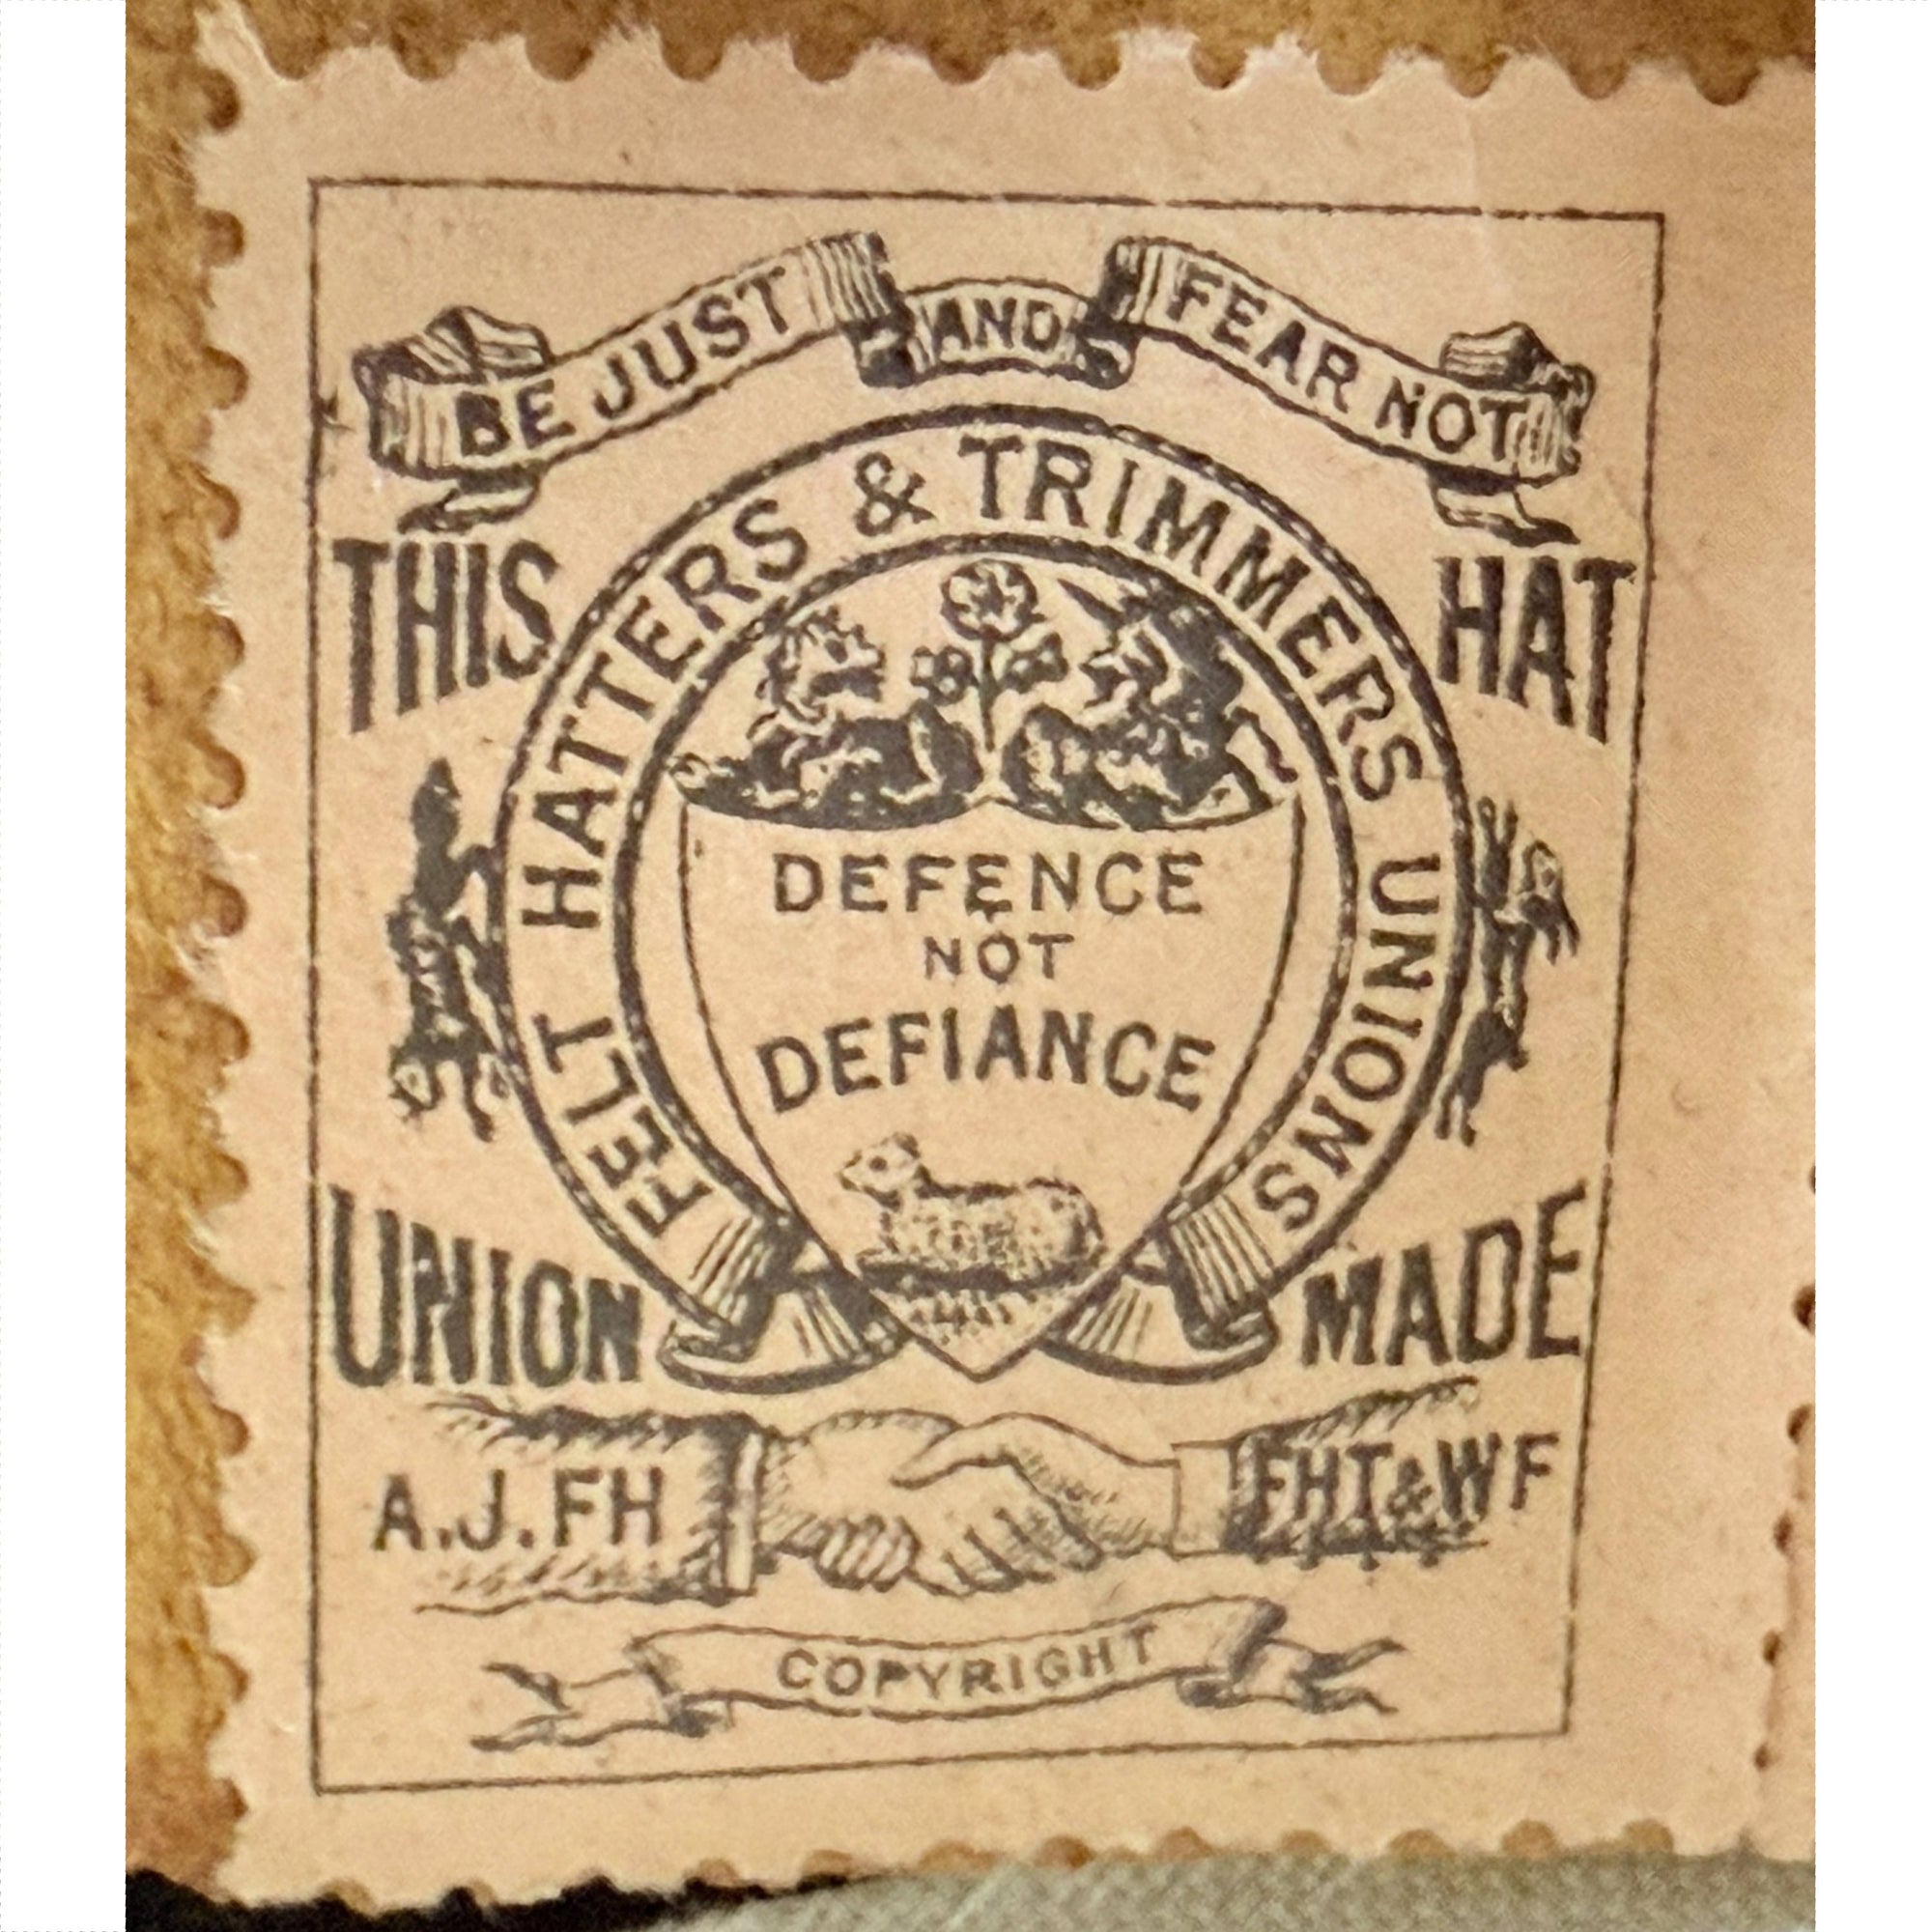 BE JUST AND FEAR NOT
THIS HAT
FELT HATTERS & TRIMMERS UNIONS
DEFENCE
NOT
DEFIANCE
UNION MADE
A.J.FH FHT&WF
COPYRIGHT